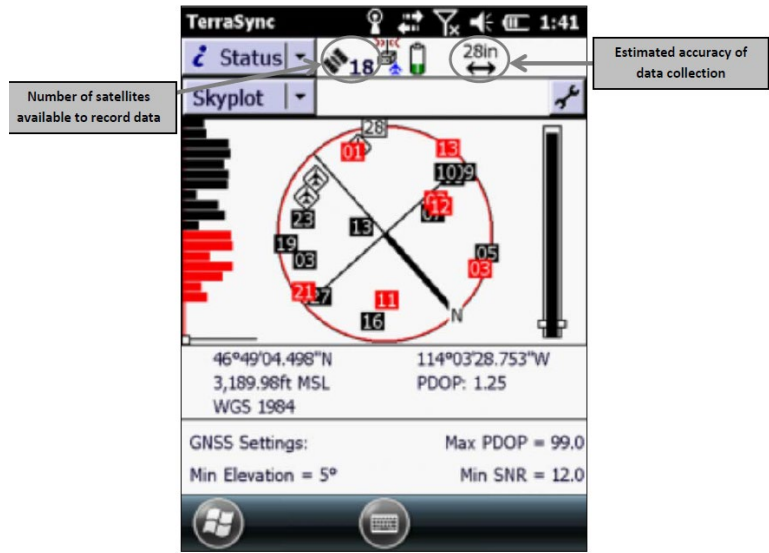 TerraSync
1:41
Status
18
28in
Estimated accuracy of
data collection
Number of satellites
available to record data
Skyplot
28
01
13
10
09
12
07
23
13
19
03
05
03
21
27
11
16
N
46°49'04.498"N
114°03'28.753"W
3,189.98ft MSL
PDOP: 1.25
WGS 1984
GNSS Settings:
Max PDOP = 99.0
Min Elevation = 5°
Min SNR = 12.0